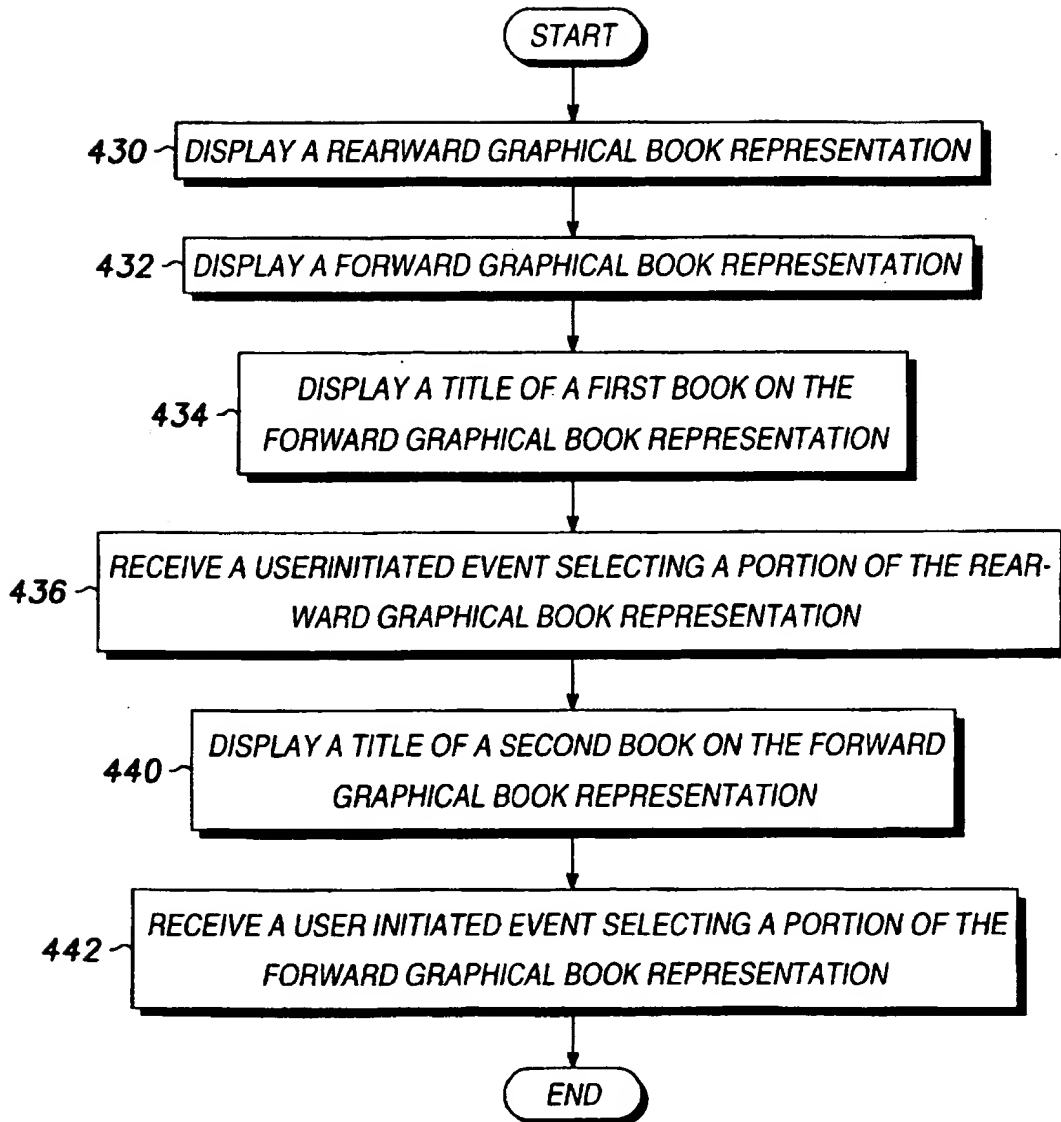 START
430 DISPLAY A REARWARD GRAPHICAL BOOK REPRESENTATION
432 DISPLAY A FORWARD GRAPHICAL BOOK REPRESENTATION
DISPLAY A TITLE OF A FIRST BOOK ON THE
434
FORWARD GRAPHICAL BOOK REPRESENTATION
RECEIVE A USERINITIATED EVENT SELECTING A PORTION OF THE REAR-
436
WARD GRAPHICAL BOOK REPRESENTATION
DISPLAY A TITLE OF A SECOND BOOK ON THE FORWARD
440
GRAPHICAL BOOK REPRESENTATION
RECEIVE A USER INITIATED EVENT SELECTING A PORTION OF THE
442
FORWARD GRAPHICAL BOOK REPRESENTATION
END